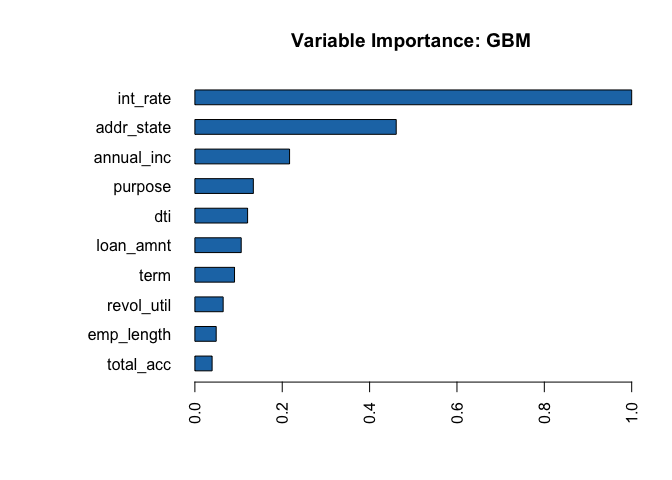 Variable Importance: GBM
int_rate
addr_state
annual_inc
purpose
dti
loan_amnt
term
revol_util
emp_length
total_acc
0.0
0.2
0.4
0.6
0.8
1.0